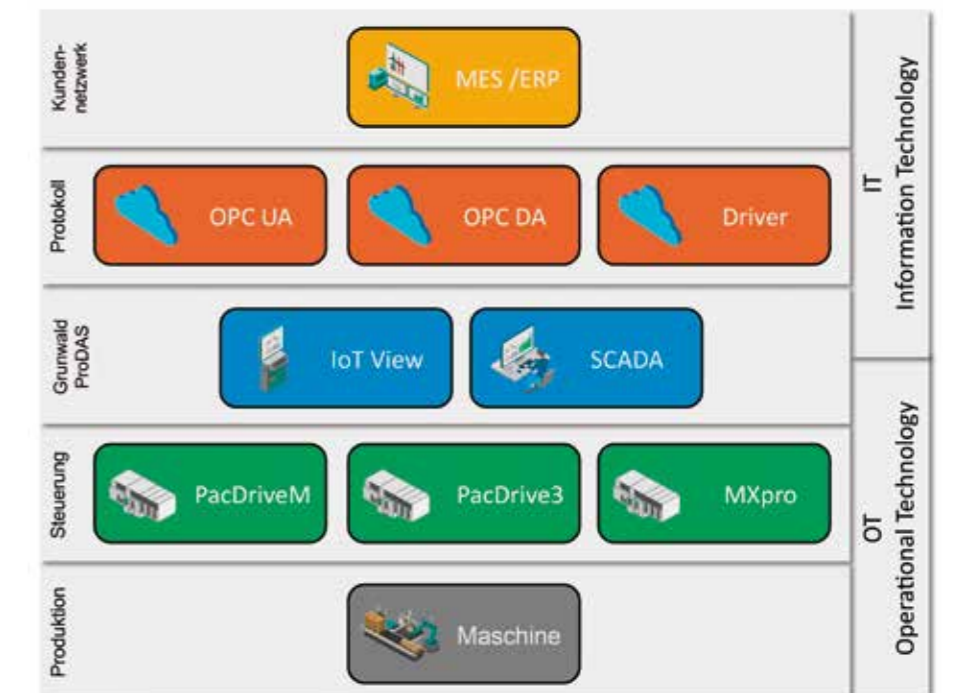 Kunden-
netzwerk
MES /ERP
Protokoll
OPC UA
OPC DA
Driver
Grunwald
ProDAS
IoT View
SCADA
Steuerung
PacDriveM
PacDrive3
MXpro
Produktion
Maschine
IT
Information Technology
OT
Operational Technology